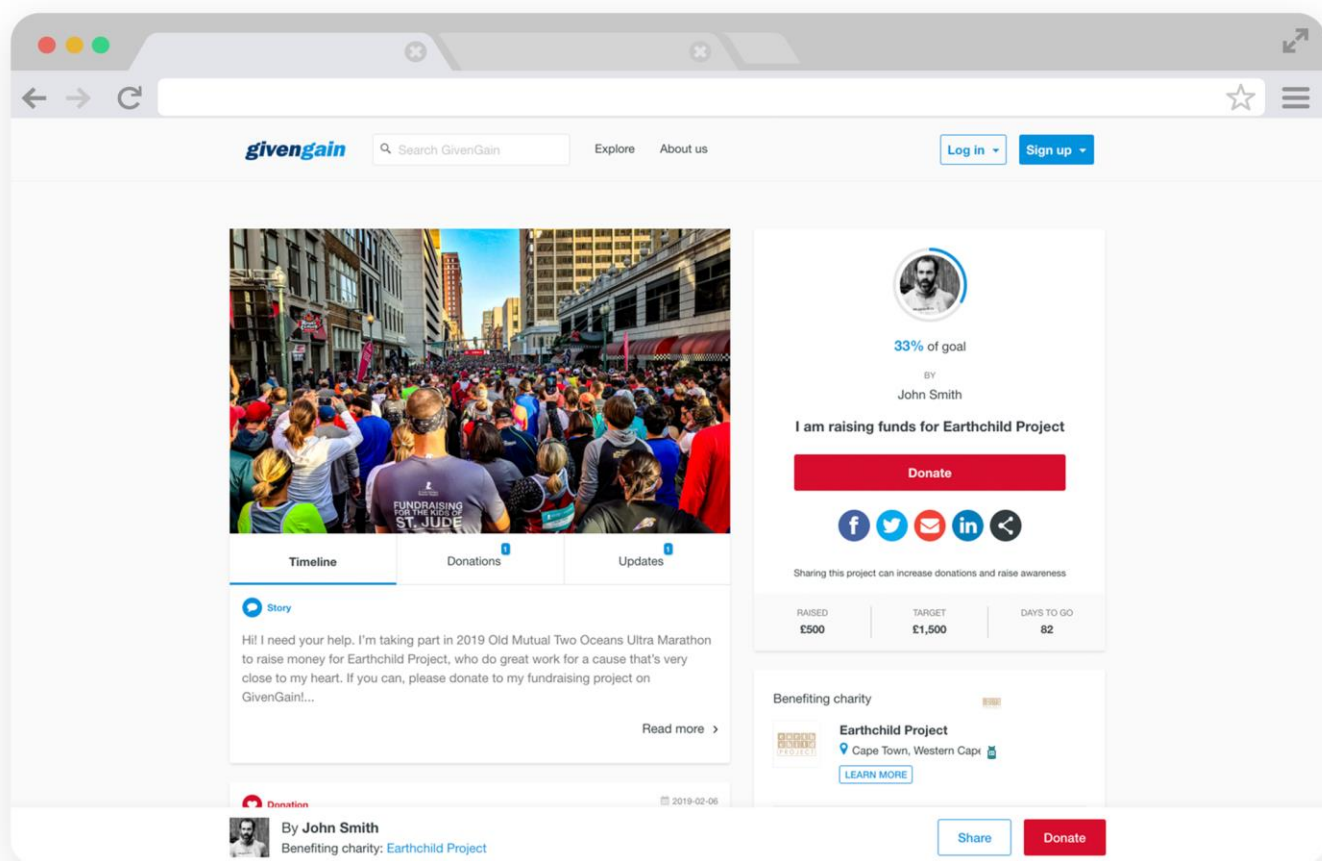 givengain
Search GivenGain
Explore
About us
Log in
Sign up
FUNDRAISING
FOR THE KIDS OF
ST. JUDE
33% of goal
BY
John Smith
I am raising funds for Earthchild Project
Donate
Sharing this project can increase donations and raise awareness
RAISED
£500
TARGET
£1,500
DAYS TO GO
82
Timeline
Donations 1
Updates 1
Story
Hi! I need your help. I'm taking part in 2019 Old Mutual Two Oceans Ultra Marathon
to raise money for Earthchild Project, who do great work for a cause that's very
close to my heart. If you can, please donate to my fundraising project on
GivenGain!...
Read more
Benefiting charity
Earthchild Project
Cape Town, Western Cape
LEARN MORE
Donation
2019-02-06
By John Smith
Benefiting charity: Earthchild Project
Share
Donate